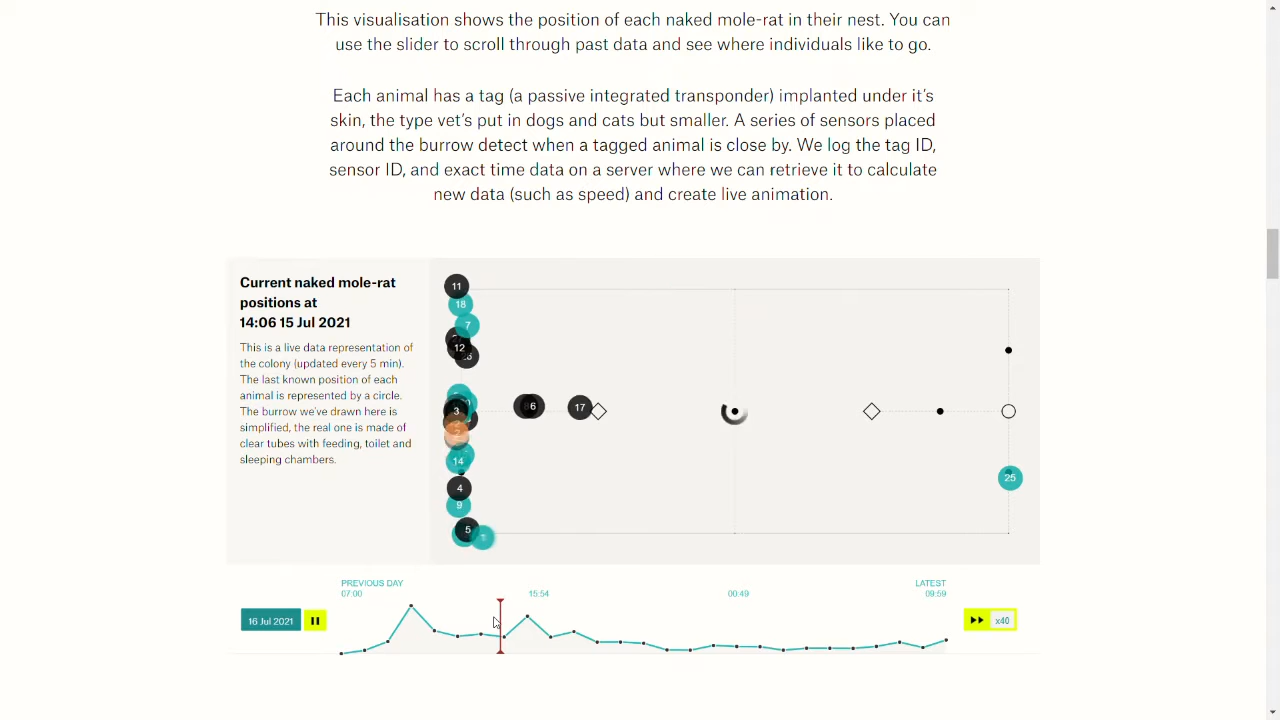 This visualisation shows the position of each naked mole-rat in their nest. You can
use the slider to scroll through past data and see where individuals like to go.
Each animal has a tag (a passive integrated transponder) implanted under it's
skin, the type vet's put in dogs and cats but smaller. A series of sensors placed
around the burrow detect when a tagged animal is close by. We log the tag ID,
sensor ID, and exact time data on a server where we can retrieve it to calculate
new data (such as speed) and create live animation.
Current naked mole-rat
positions at
14:06 15 Jul 2021
This is a live data representation of
the colony (updated every 5 min).
The last known position of each
animal is represented by a circle.
The burrow we've drawn here is
simplified, the real one is made of
clear tubes with feeding, toilet and
sleeping chambers.
11
18
7
12
3
6
17
14
4
9
5
25
PREVIOUS DAY
07:00
15:54
00:49
LATEST
09:59
16 Jul 2021
x40